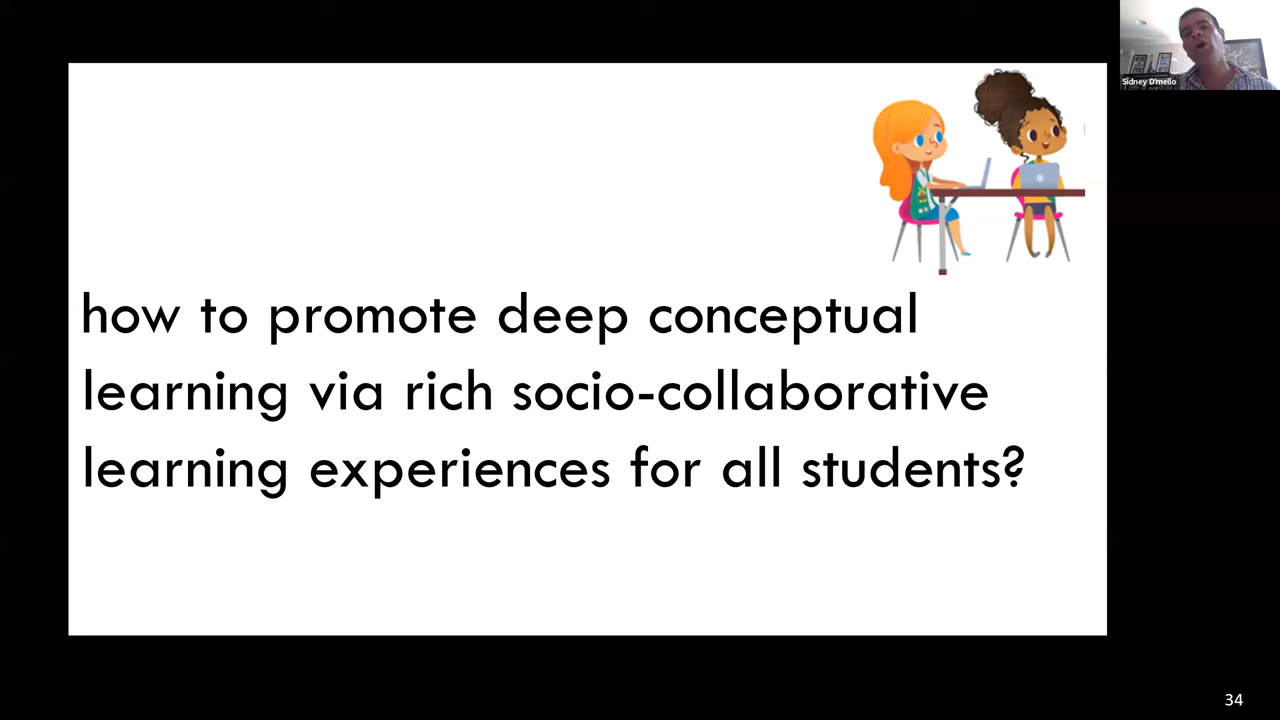 Sidney D'mello
how to promote deep conceptual
learning via rich socio-collaborative
learning experiences for all students?
34